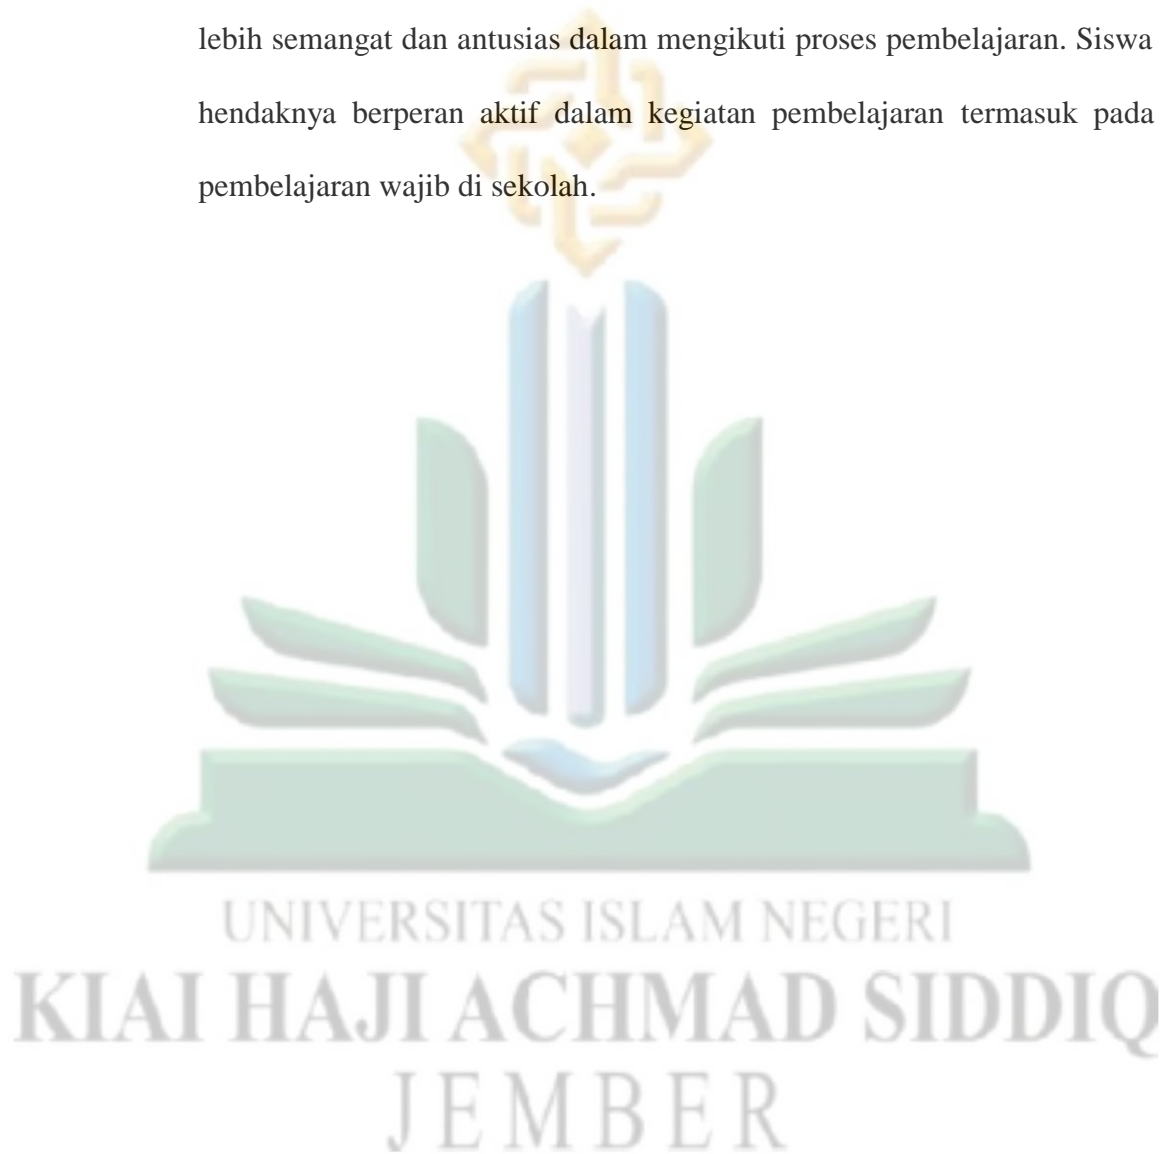 lebih semangat dan antusias dalam mengikuti proses pembelajaran. Siswa
hendaknya berperan aktif dalam kegiatan pembelajaran termasuk pada
pembelajaran wajib di sekolah.
UNIVERSITAS ISLAM NEGERI
KIAI HAJI ACHMAD SIDDIQ
JEMBER